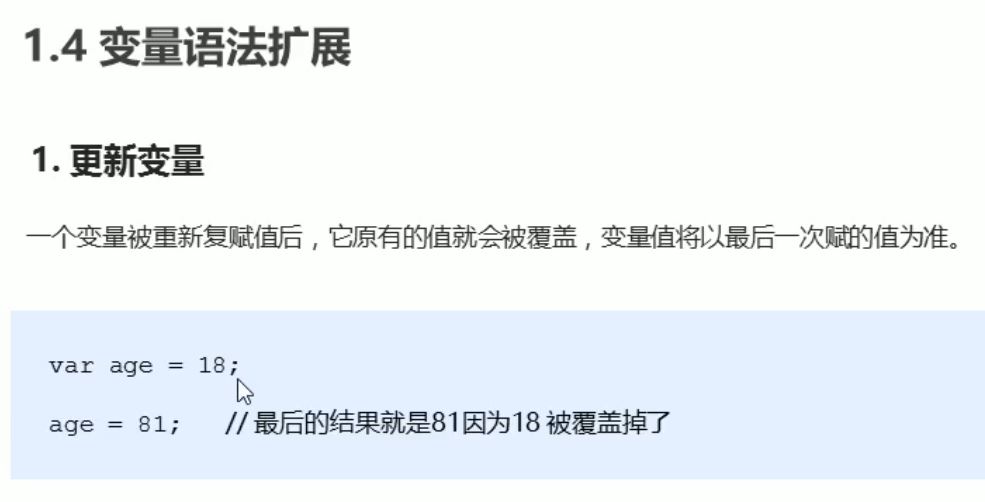 1.4 变量语法扩展
1. 更新变量
一个变量被重新复赋值后，它原有的值就会被覆盖，变量值将以最后一次赋的值为准。
var age = 18;
age = 81;   // 最后的结果就是81因为18 被覆盖掉了